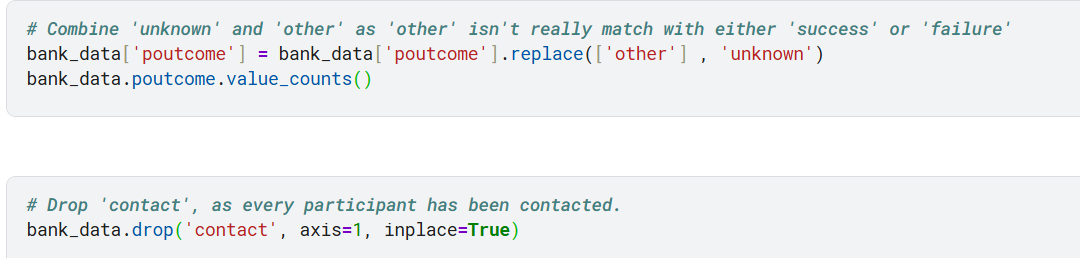 # Combine 'unknown' and 'other' as 'other' isn't really match with either 'success' or 'failure'
bank_data['poutcome'] = bank_data['poutcome'].replace(['other'] , 'unknown')
bank_data.poutcome.value_counts()
# Drop 'contact', as every participant has been contacted.
bank_data.drop('contact', axis=1, inplace=True)